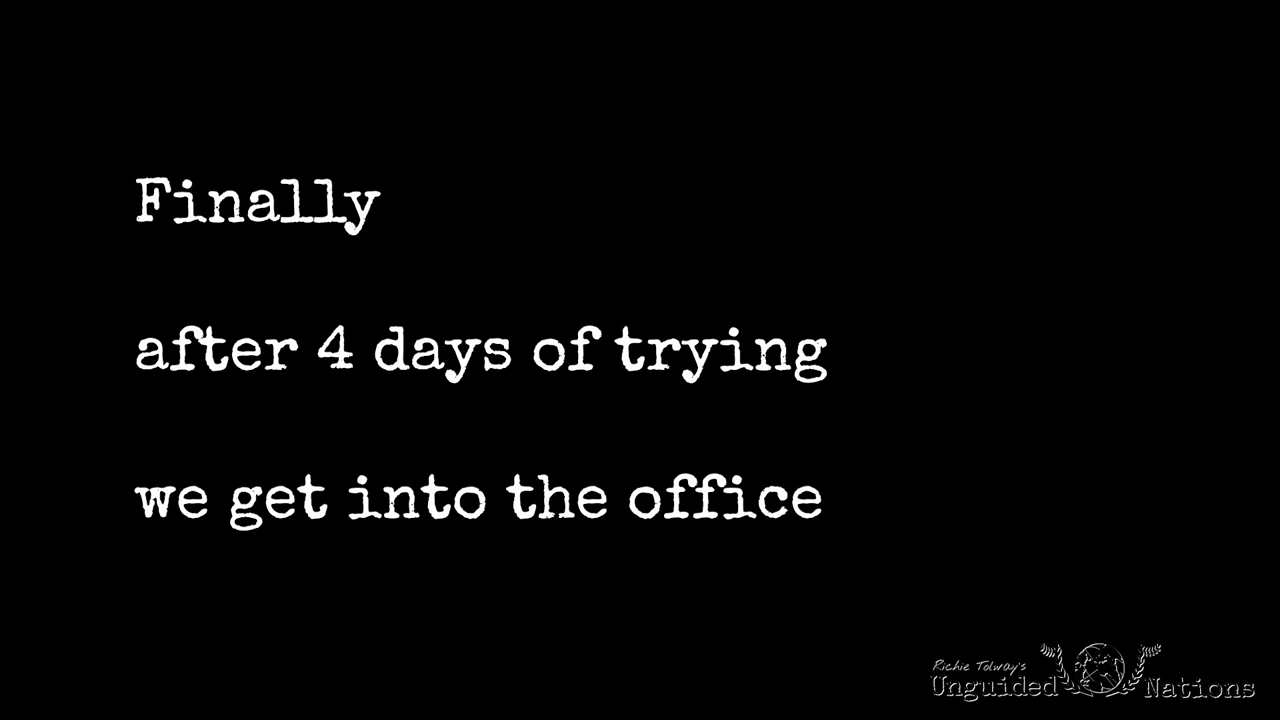 Finally
after 4 days of trying
we get into the office
Richie Tolway's
Unguided Nations